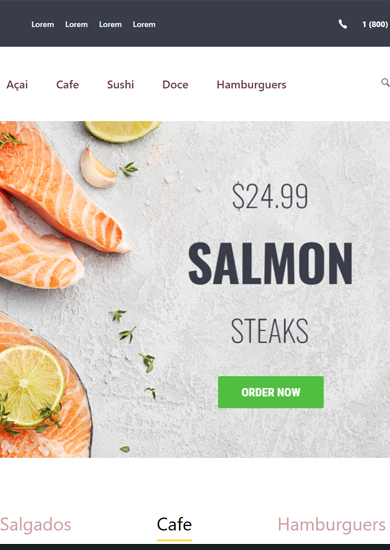 Lorem Lorem Lorem Lorem 1 (800)
Açai Cafe Sushi Doce Hamburguers
$24.99
SALMON
STEAKS
ORDER NOW
Salgados Cafe Hamburguers